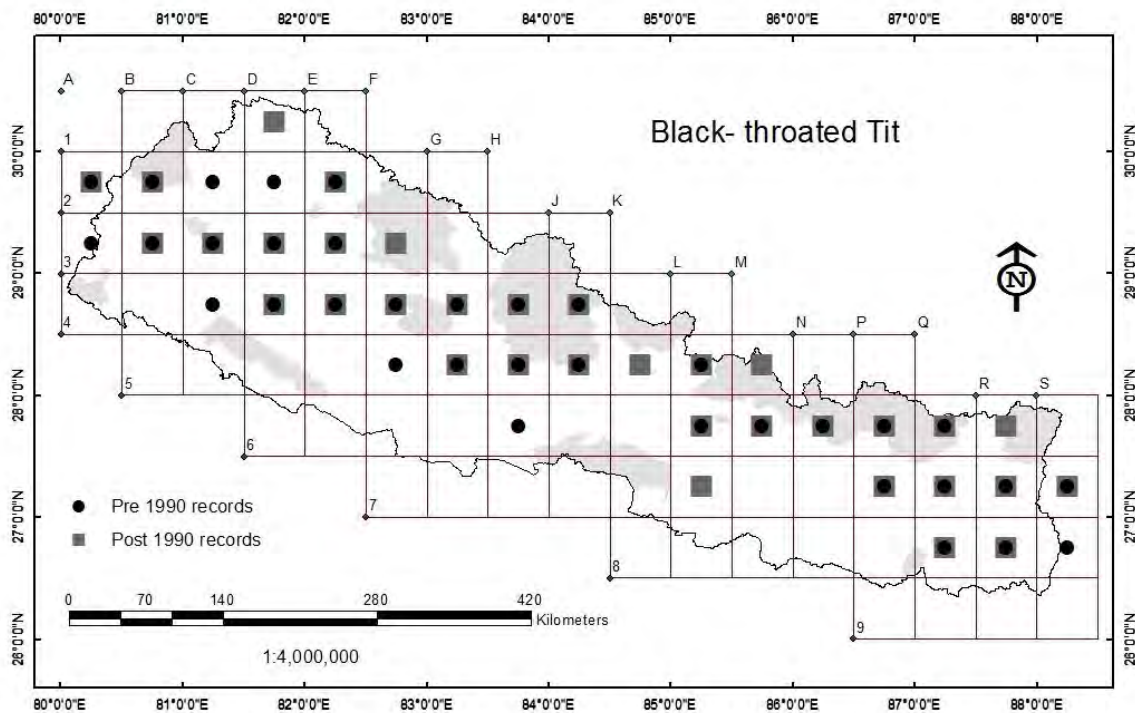 80°0'0"E 81°0'0"E 82°0'0"E 83°0'0"E 84°0'0"E 85°0'0"E 86°0'0"E 87°0'0"E 88°0'0"E
A B C D E F
Black- throated Tit
1 G H
30°0'0"N 30°0'0"N
2 J K
3 L M
29°0'0"N 29°0'0"N
N
4 N P Q
5 R S
28°0'0"N 28°0'0"N
6
Pre 1990 records
7
27°0'0"N 27°0'0"N
Post 1990 records
8
0 70 140 280 420
Kilometers
9
26°0'0"N 26°0'0"N
1:4,000,000
80°0'0"E 81°0'0"E 82°0'0"E 83°0'0"E 84°0'0"E 85°0'0"E 86°0'0"E 87°0'0"E 88°0'0"E